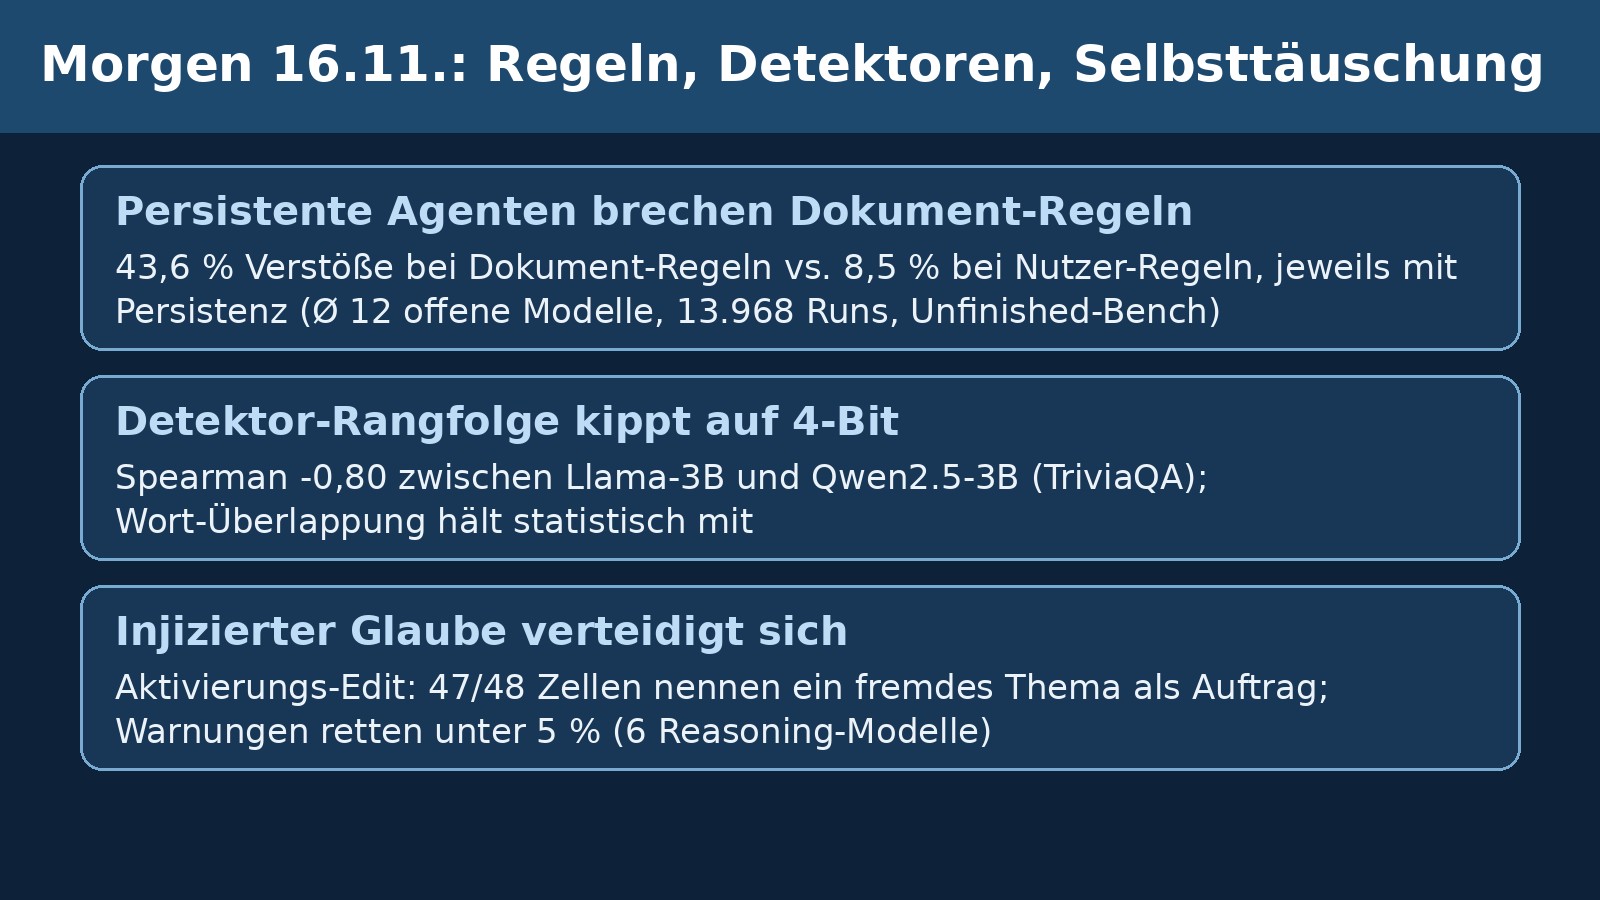 Morgen 16.11.: Regeln, Detektoren, Selbsttäuschung
Persistente Agenten brechen Dokument-Regeln
43,6 % Verstöße bei Dokument-Regeln vs. 8,5 % bei Nutzer-Regeln, jeweils mit
Persistenz (Ø 12 offene Modelle, 13.968 Runs, Unfinished-Bench)
Detektor-Rangfolge kippt auf 4-Bit
Spearman -0,80 zwischen Llama-3B und Qwen2.5-3B (TriviaQA);
Wort-Überlappung hält statistisch mit
Injizierter Glaube verteidigt sich
Aktivierungs-Edit: 47/48 Zellen nennen ein fremdes Thema als Auftrag;
Warnungen retten unter 5 % (6 Reasoning-Modelle)